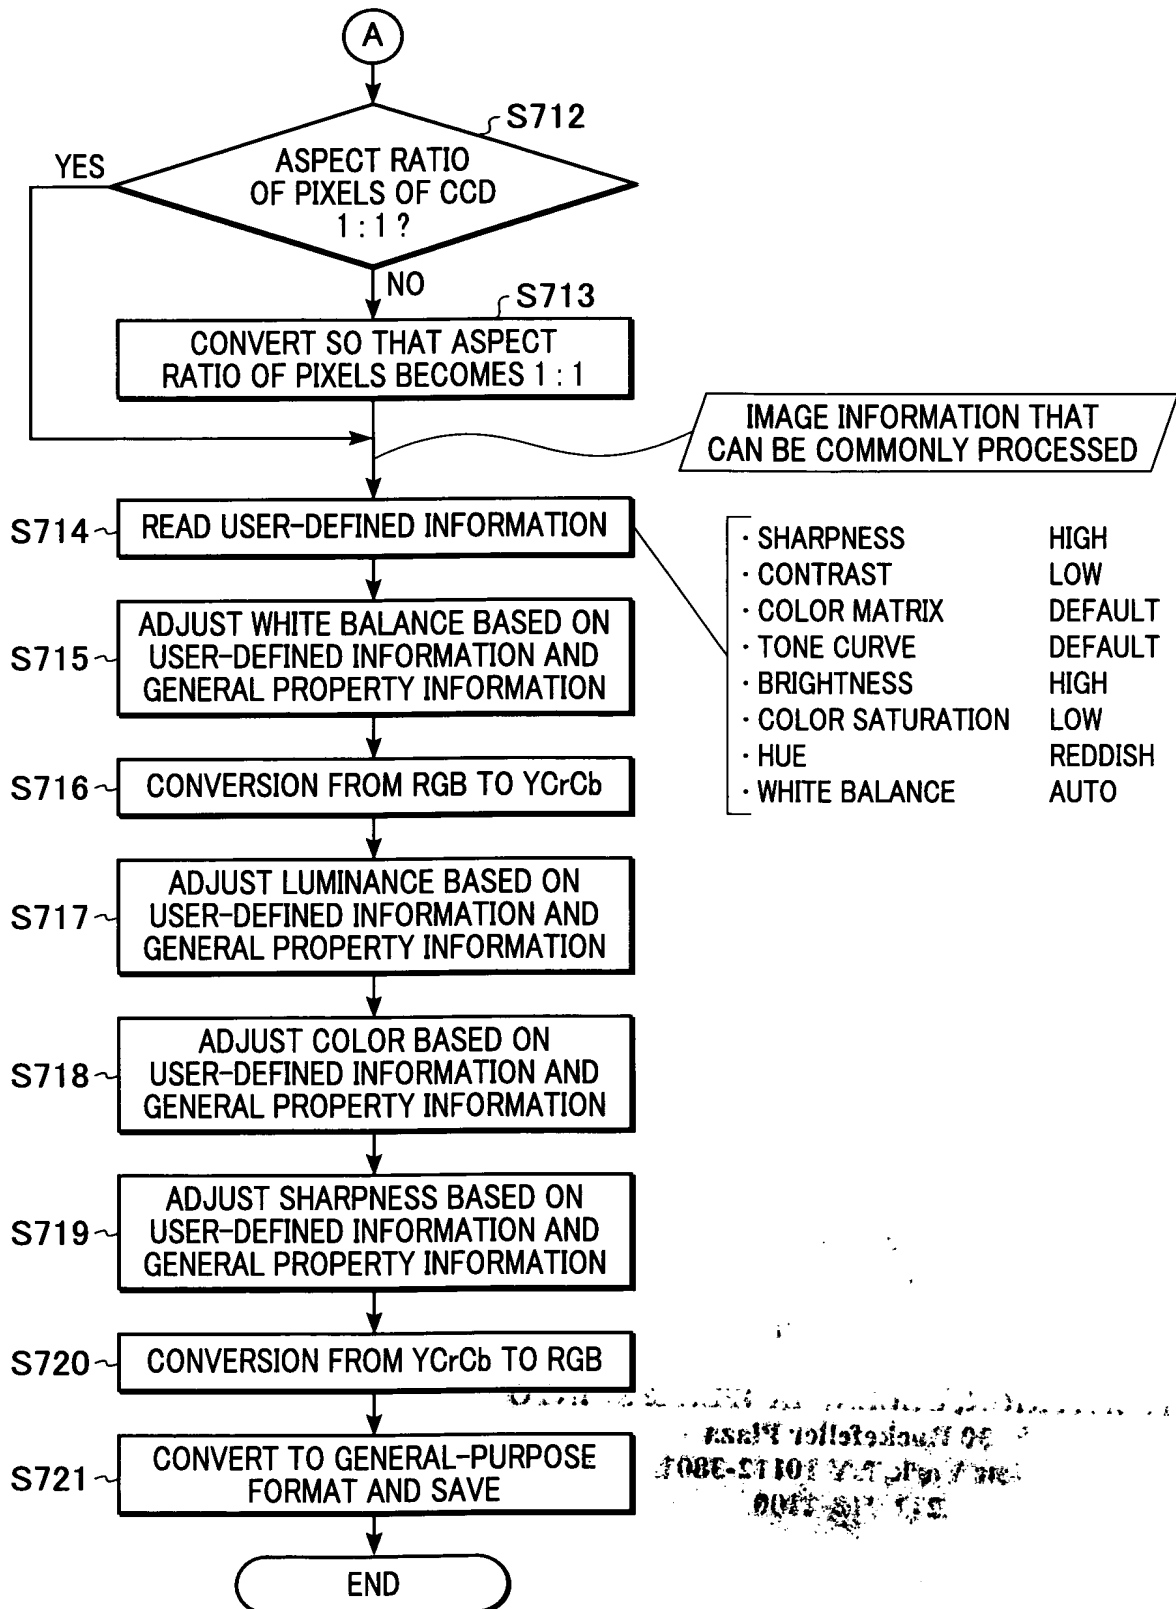 A
S712
YES
ASPECT RATIO
OF PIXELS OF CCD
1 : 1 ?
NO
S713
CONVERT SO THAT ASPECT
RATIO OF PIXELS BECOMES 1 : 1
IMAGE INFORMATION THAT
CAN BE COMMONLY PROCESSED
S714
READ USER-DEFINED INFORMATION
· SHARPNESS HIGH
· CONTRAST LOW
· COLOR MATRIX DEFAULT
· TONE CURVE DEFAULT
· BRIGHTNESS HIGH
· COLOR SATURATION LOW
· HUE REDDISH
· WHITE BALANCE AUTO
S715
ADJUST WHITE BALANCE BASED ON
USER-DEFINED INFORMATION AND
GENERAL PROPERTY INFORMATION
S716
CONVERSION FROM RGB TO YCrCb
S717
ADJUST LUMINANCE BASED ON
USER-DEFINED INFORMATION AND
GENERAL PROPERTY INFORMATION
S718
ADJUST COLOR BASED ON
USER-DEFINED INFORMATION AND
GENERAL PROPERTY INFORMATION
S719
ADJUST SHARPNESS BASED ON
USER-DEFINED INFORMATION AND
GENERAL PROPERTY INFORMATION
S720
CONVERSION FROM YCrCb TO RGB
30 Rockefeller Plaza
10112-3801
S721
CONVERT TO GENERAL-PURPOSE
FORMAT AND SAVE
END